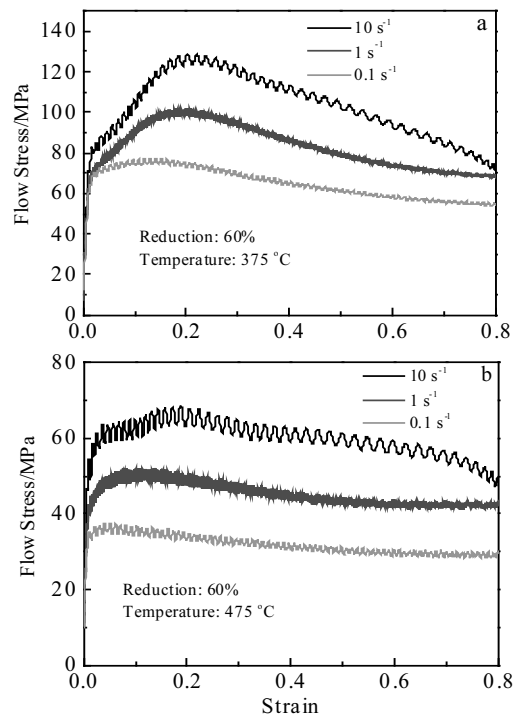 a
10 s⁻¹
1 s⁻¹
0.1 s⁻¹
140
120
100
80
60
40
20
0
Flow Stress/MPa
Reduction: 60%
Temperature: 375 °C
0.0 0.2 0.4 0.6 0.8
b
10 s⁻¹
1 s⁻¹
0.1 s⁻¹
80
60
40
20
0
Flow Stress/MPa
Reduction: 60%
Temperature: 475 °C
0.0 0.2 0.4 0.6 0.8
Strain